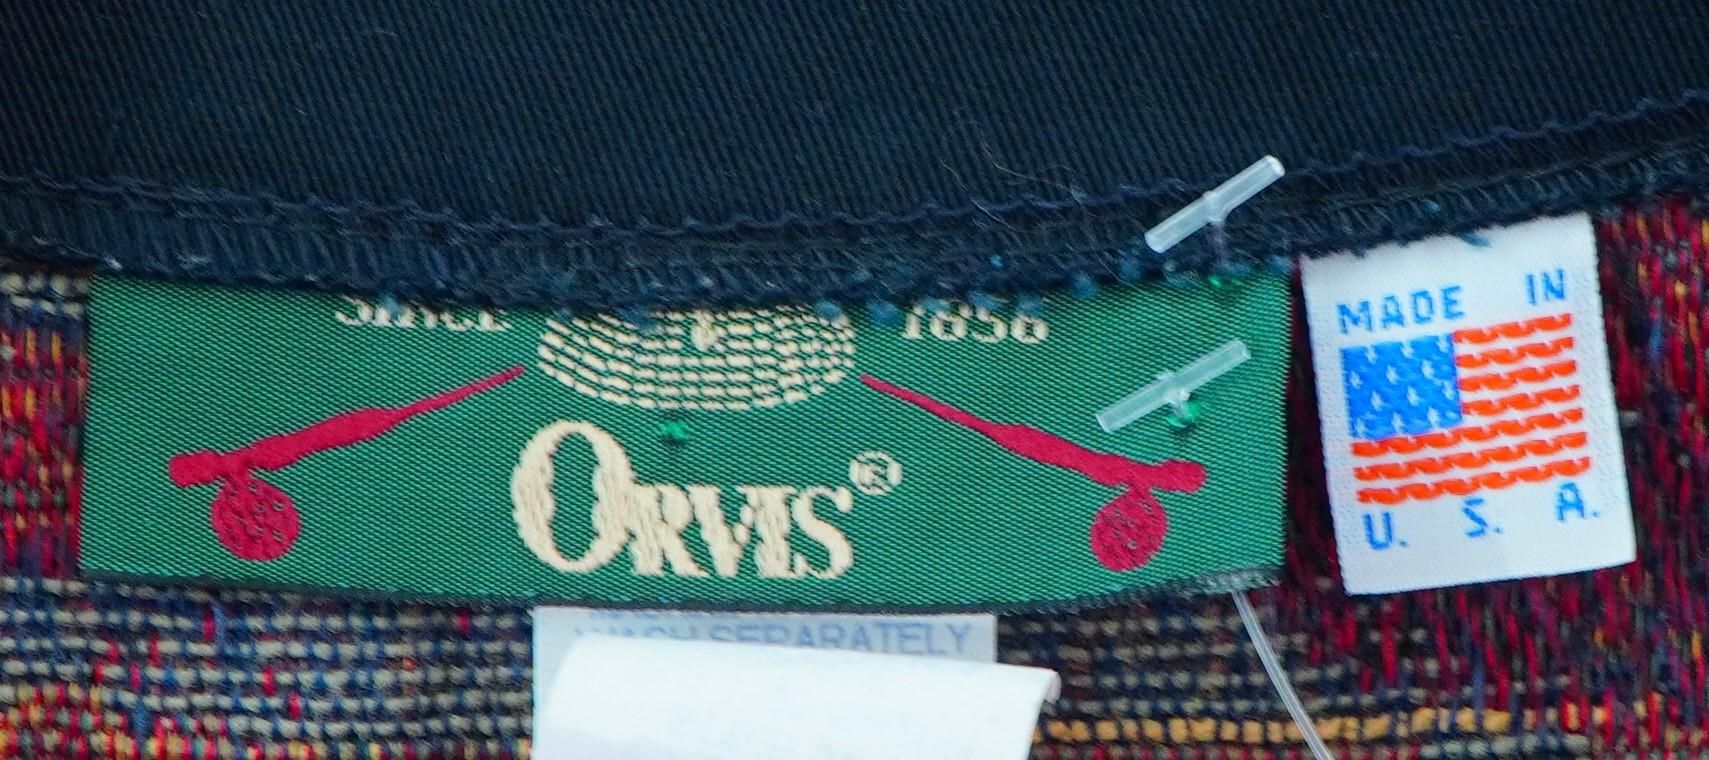 SINCE 1856
ORVIS®
MADE IN
U. S. A.
WASH SEPARATELY